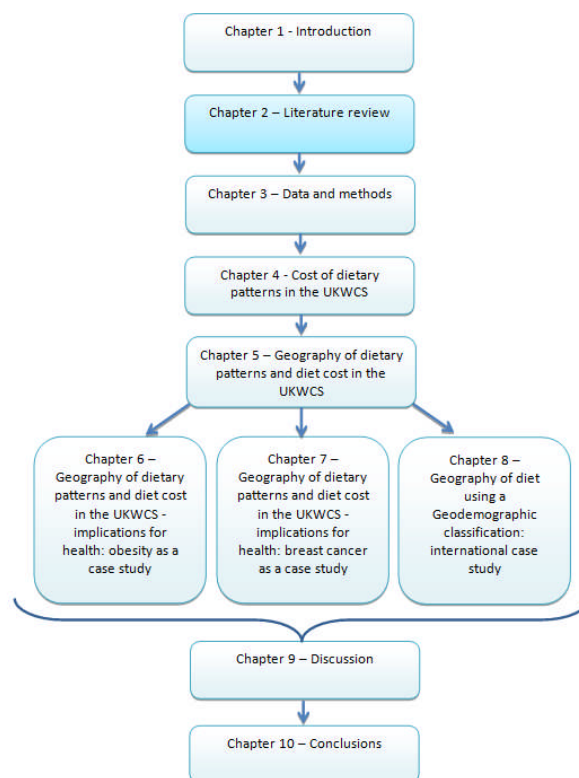 Chapter 1 - Introduction
Chapter 2 – Literature review
Chapter 3 – Data and methods
Chapter 4 - Cost of dietary
patterns in the UKWCS
Chapter 5 – Geography of dietary
patterns and diet cost in the
UKWCS
Chapter 6 –
Geography of dietary
patterns and diet cost
in the UKWCS -
implications for
health: obesity as a
case study
Chapter 7 –
Geography of dietary
patterns and diet cost
in the UKWCS -
implications for
health: breast cancer
as a case study
Chapter 8 –
Geography of diet
using a
Geodemographic
classification:
international case
study
Chapter 9 – Discussion
Chapter 10 – Conclusions